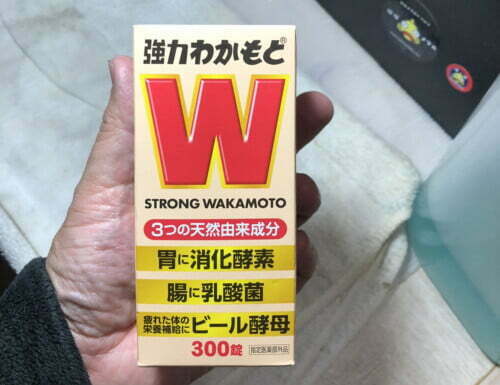 強力わかもと®
W
STRONG WAKAMOTO
3つの天然由来成分
胃に消化酵素
腸に乳酸菌
疲れた体の
栄養補給に ビール酵母
300錠 指定医薬部外品